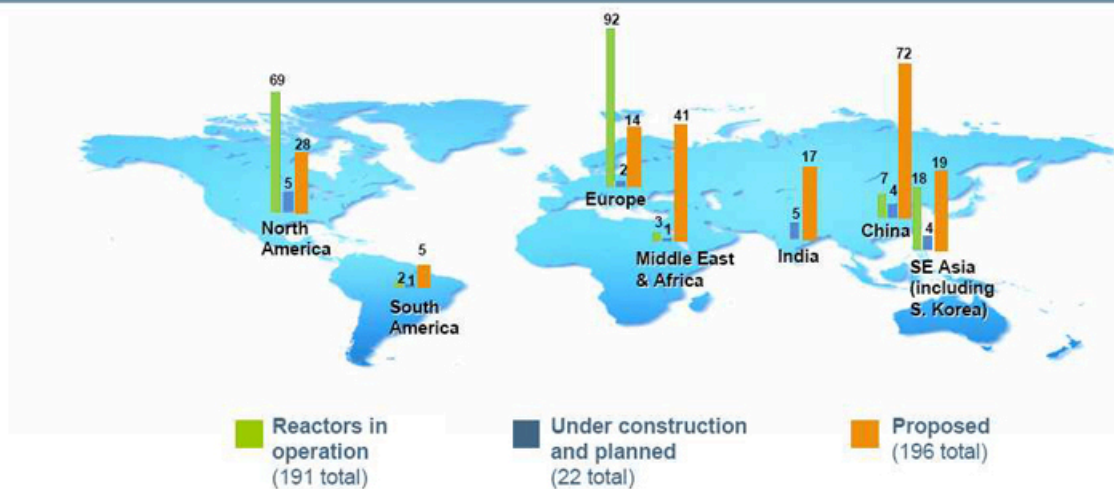 92
72
69
41
28
14
17
19
7
18
5
2
5
4
3
1
4
Europe
North
America
China
Middle East
& Africa
India
SE Asia
(including
S. Korea)
5
2
1
South
America
Reactors in
operation
(191 total)
Under construction
and planned
(22 total)
Proposed
(196 total)